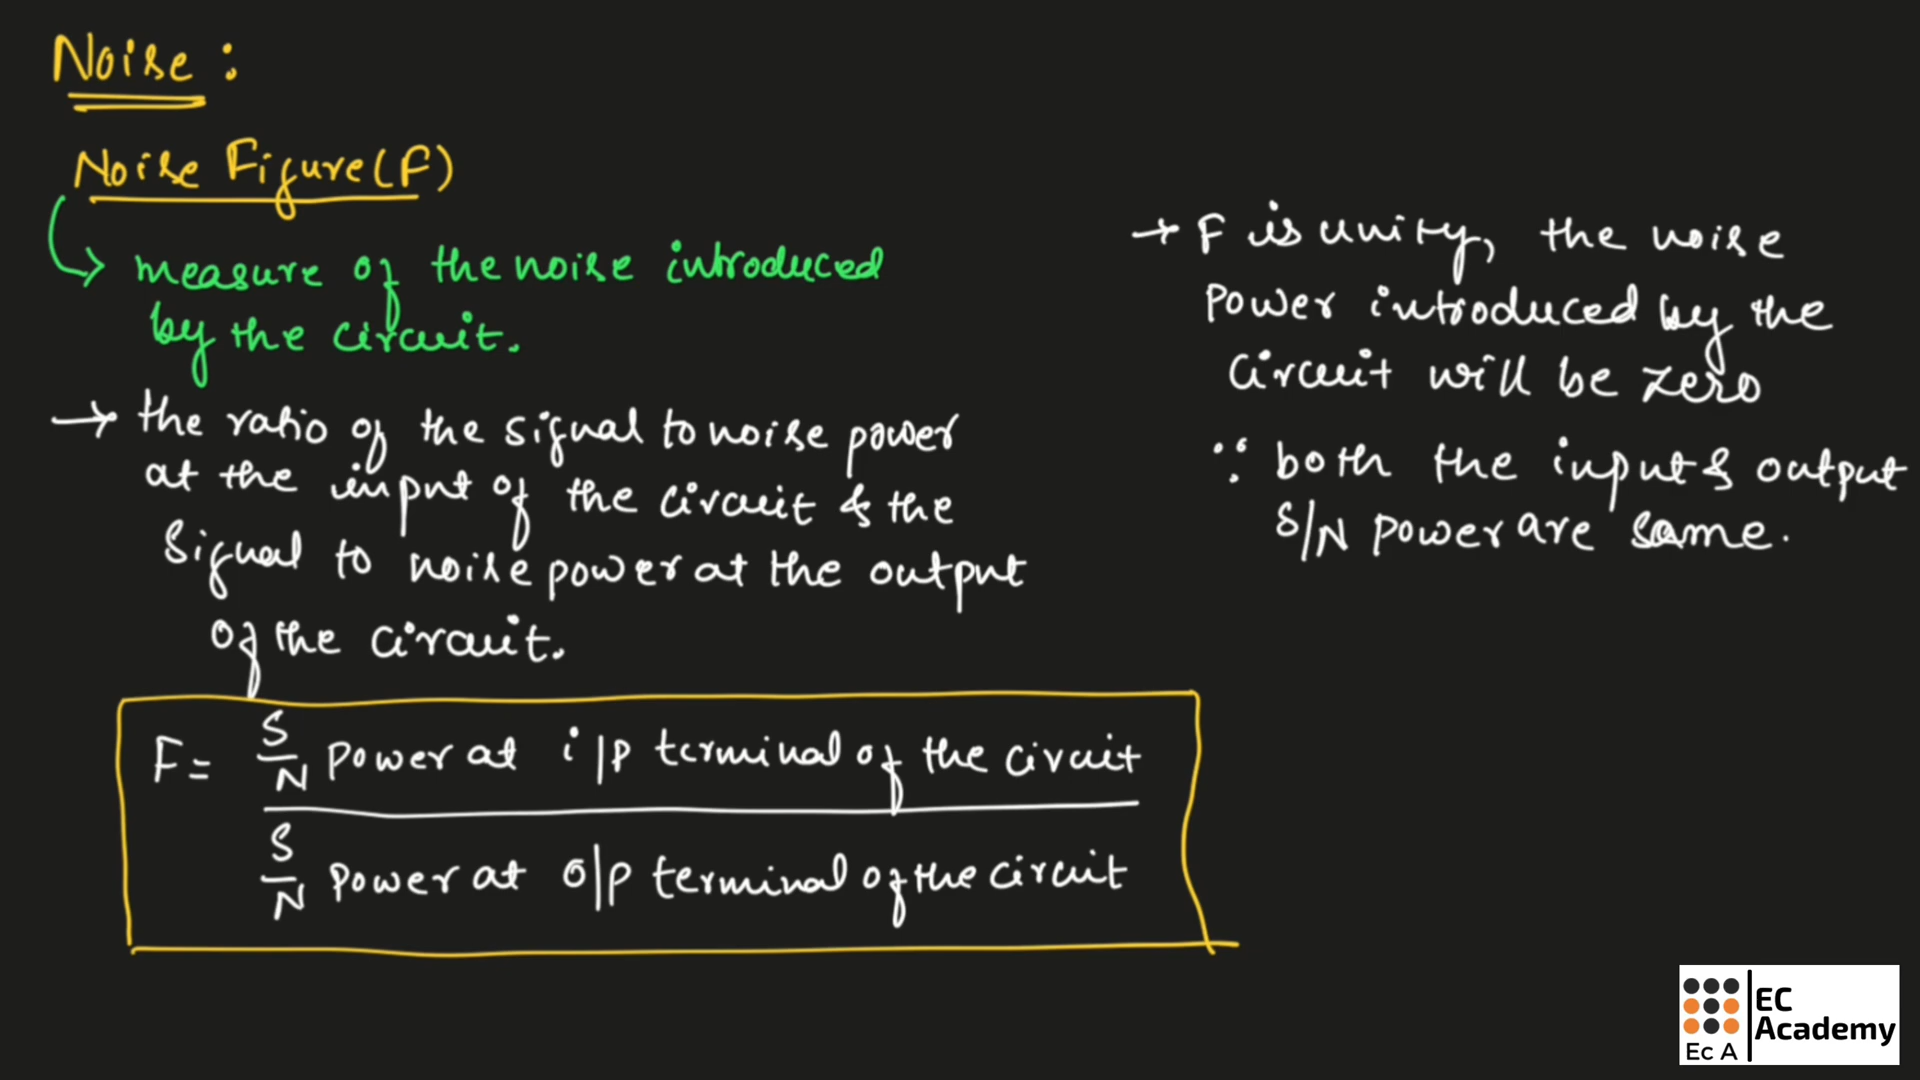 Noise :
Noise Figure(F)
measure of the noise introduced
by the circuit.
→ the ratio of the signal to noise power
at the input of the circuit & the
Signal to noise power at the output
of the circuit.
F = S/N power at i/p terminal of the circuit
S/N power at o/p terminal of the circuit
→ F is unity, the noise
power introduced by the
circuit will be zero
∵ both the input & output
S/N power are same.
EC
Academy
Ec A